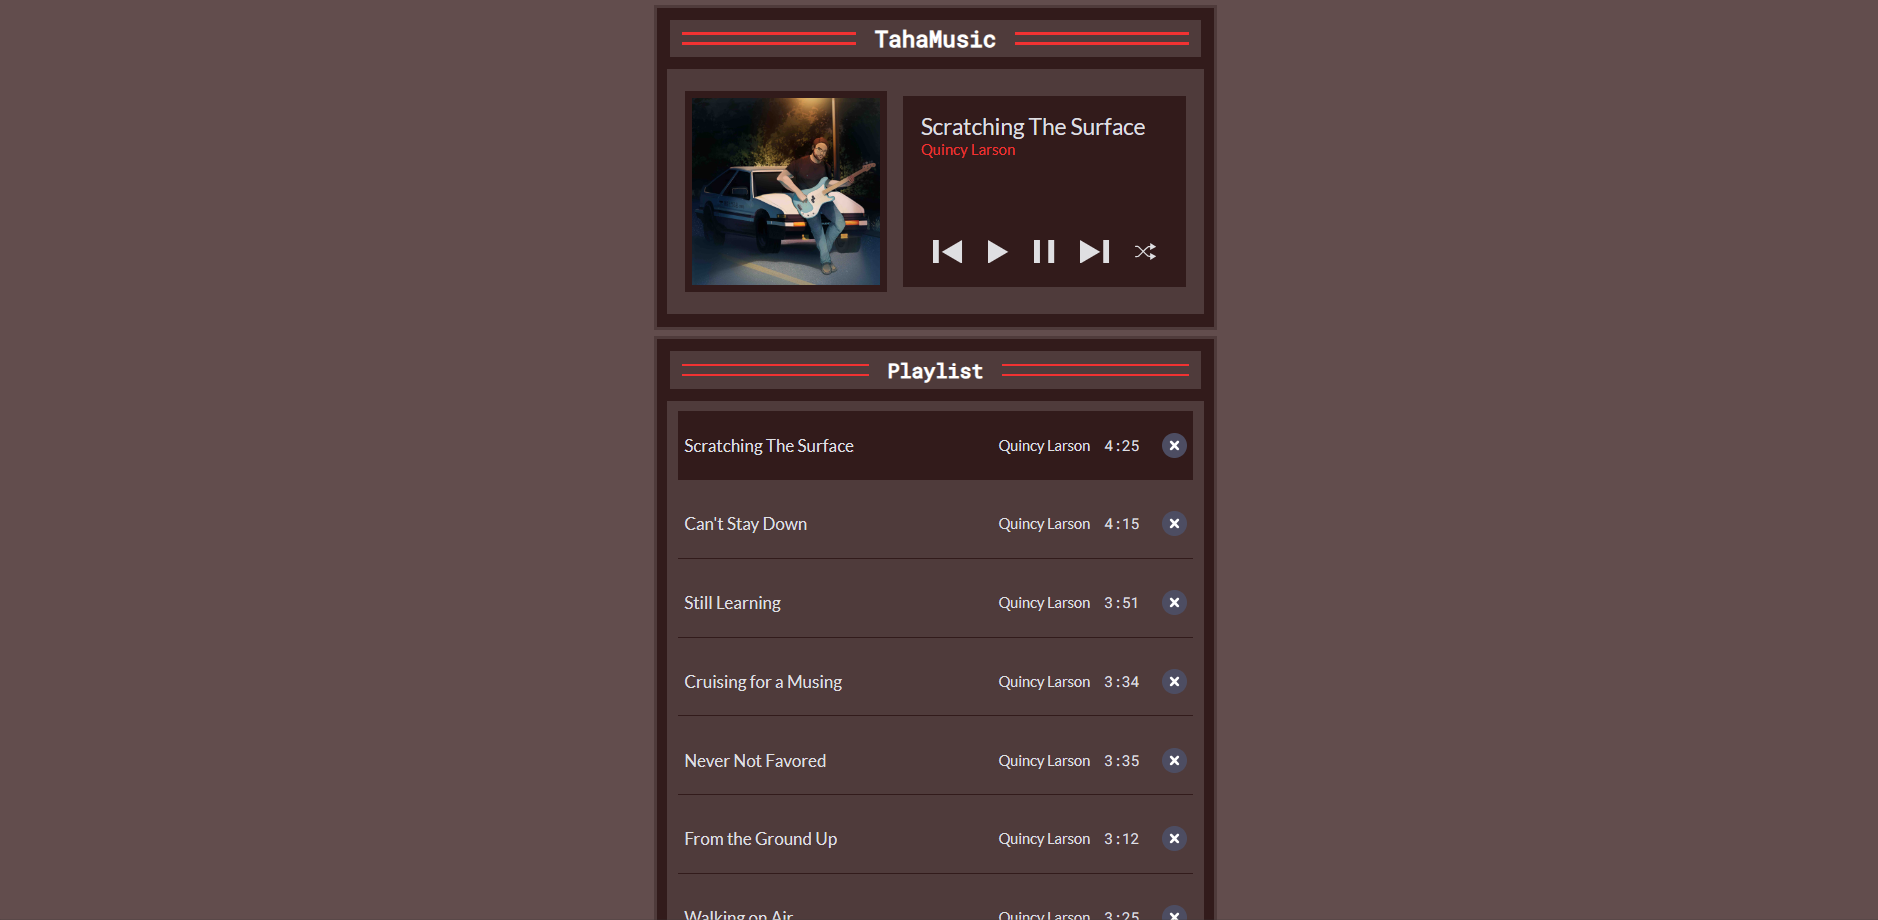 TahaMusic
Scratching The Surface
Quincy Larson
Playlist
Scratching The Surface Quincy Larson 4:25
Can't Stay Down Quincy Larson 4:15
Still Learning Quincy Larson 3:51
Cruising for a Musing Quincy Larson 3:34
Never Not Favored Quincy Larson 3:35
From the Ground Up Quincy Larson 3:12
Walking on Air Quincy Larson 3:25